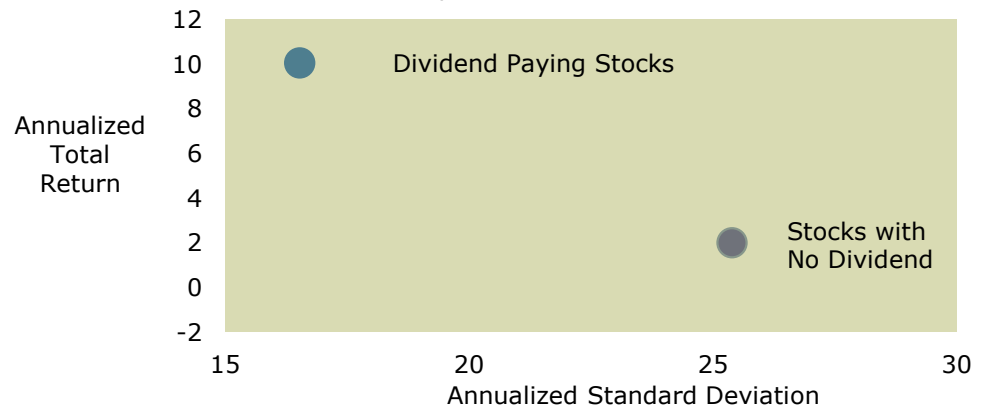 12
10
Dividend Paying Stocks
8
Annualized
Total
Return
6
4
2
Stocks with
No Dividend
0
-2
15 20 25 30
Annualized Standard Deviation